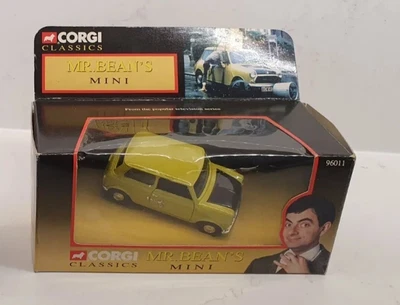 CORGI
CLASSICS
MR.BEAN'S
MINI
From the popular television series
96011
CORGI
CLASSICS
MR.BEAN'S
MINI